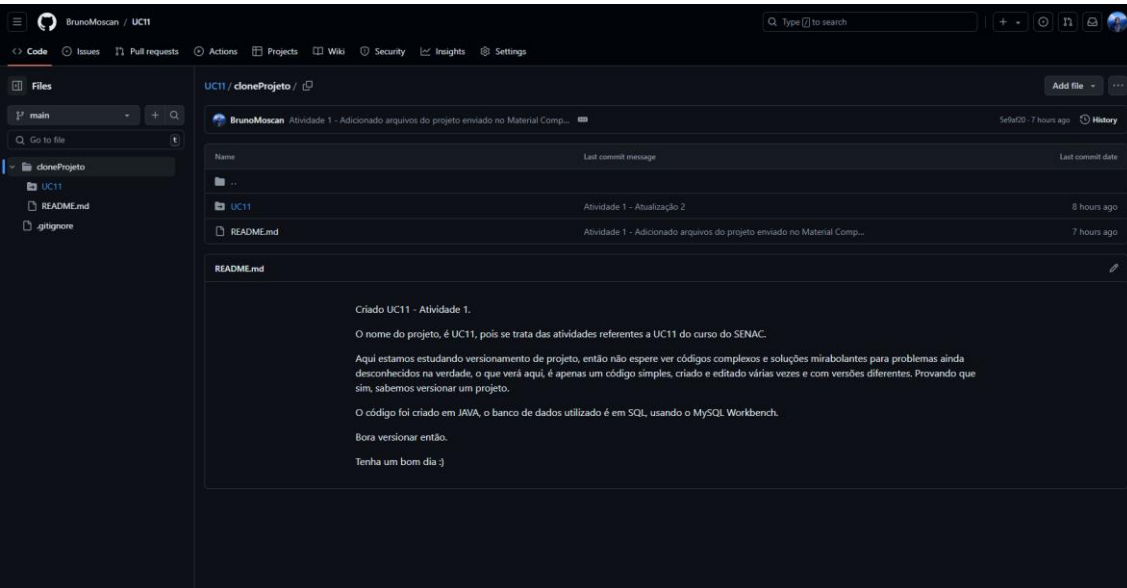 BrunoMoscan / UC11
Type / to search
Code Issues Pull requests Actions Projects Wiki Security Insights Settings
Files
main
Go to file
t
cloneProjeto
UC11
README.md
.gitignore
UC11 / cloneProjeto /
Add file
BrunoMoscan Atividade 1 - Adicionado arquivos do projeto enviado no Material Comp...
5e9af20 · 7 hours ago History
Name Last commit message Last commit date
..
UC11 Atividade 1 - Atualização 2 8 hours ago
README.md Atividade 1 - Adicionado arquivos do projeto enviado no Material Comp... 7 hours ago
README.md
Criado UC11 - Atividade 1.
O nome do projeto, é UC11, pois se trata das atividades referentes a UC11 do curso do SENAC.
Aqui estamos estudando versionamento de projeto, então não espere ver códigos complexos e soluções mirabolantes para problemas ainda
desconhecidos na verdade, o que verá aqui, é apenas um código simples, criado e editado várias vezes e com versões diferentes. Provando que
sim, sabemos versionar um projeto.
O código foi criado em JAVA, o banco de dados utilizado é em SQL, usando o MySQL Workbench.
Bora versionar então.
Tenha um bom dia :)